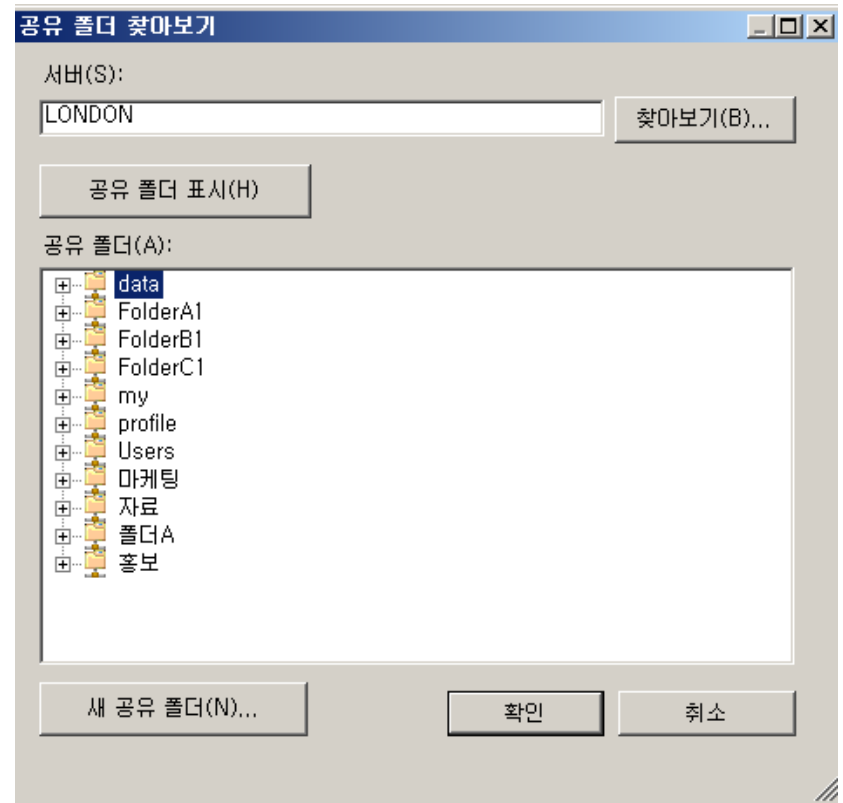 공유 폴더 찾아보기
서버(S):
LONDON
찾아보기(B)...
공유 폴더 표시(H)
공유 폴더(A):
data
FolderA1
FolderB1
FolderC1
my
profile
Users
마케팅
자료
폴더A
홍보
새 공유 폴더(N)...
확인
취소